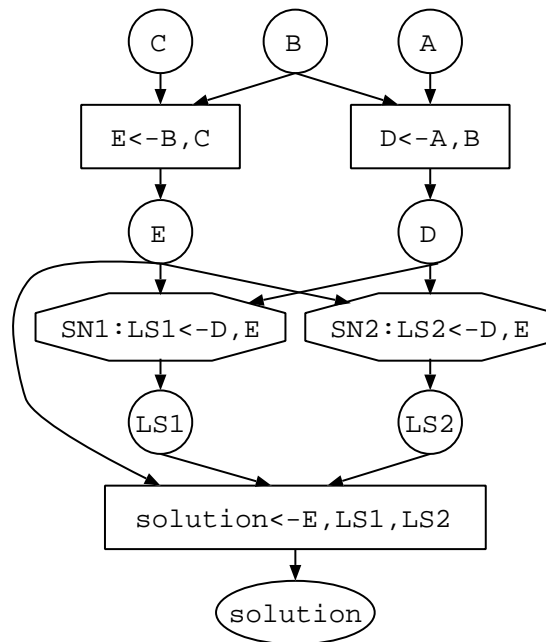 C
B
A
E<-B,C
D<-A,B
E
D
SN1:LS1<-D,E
SN2:LS2<-D,E
LS1
LS2
solution<-E,LS1,LS2
solution